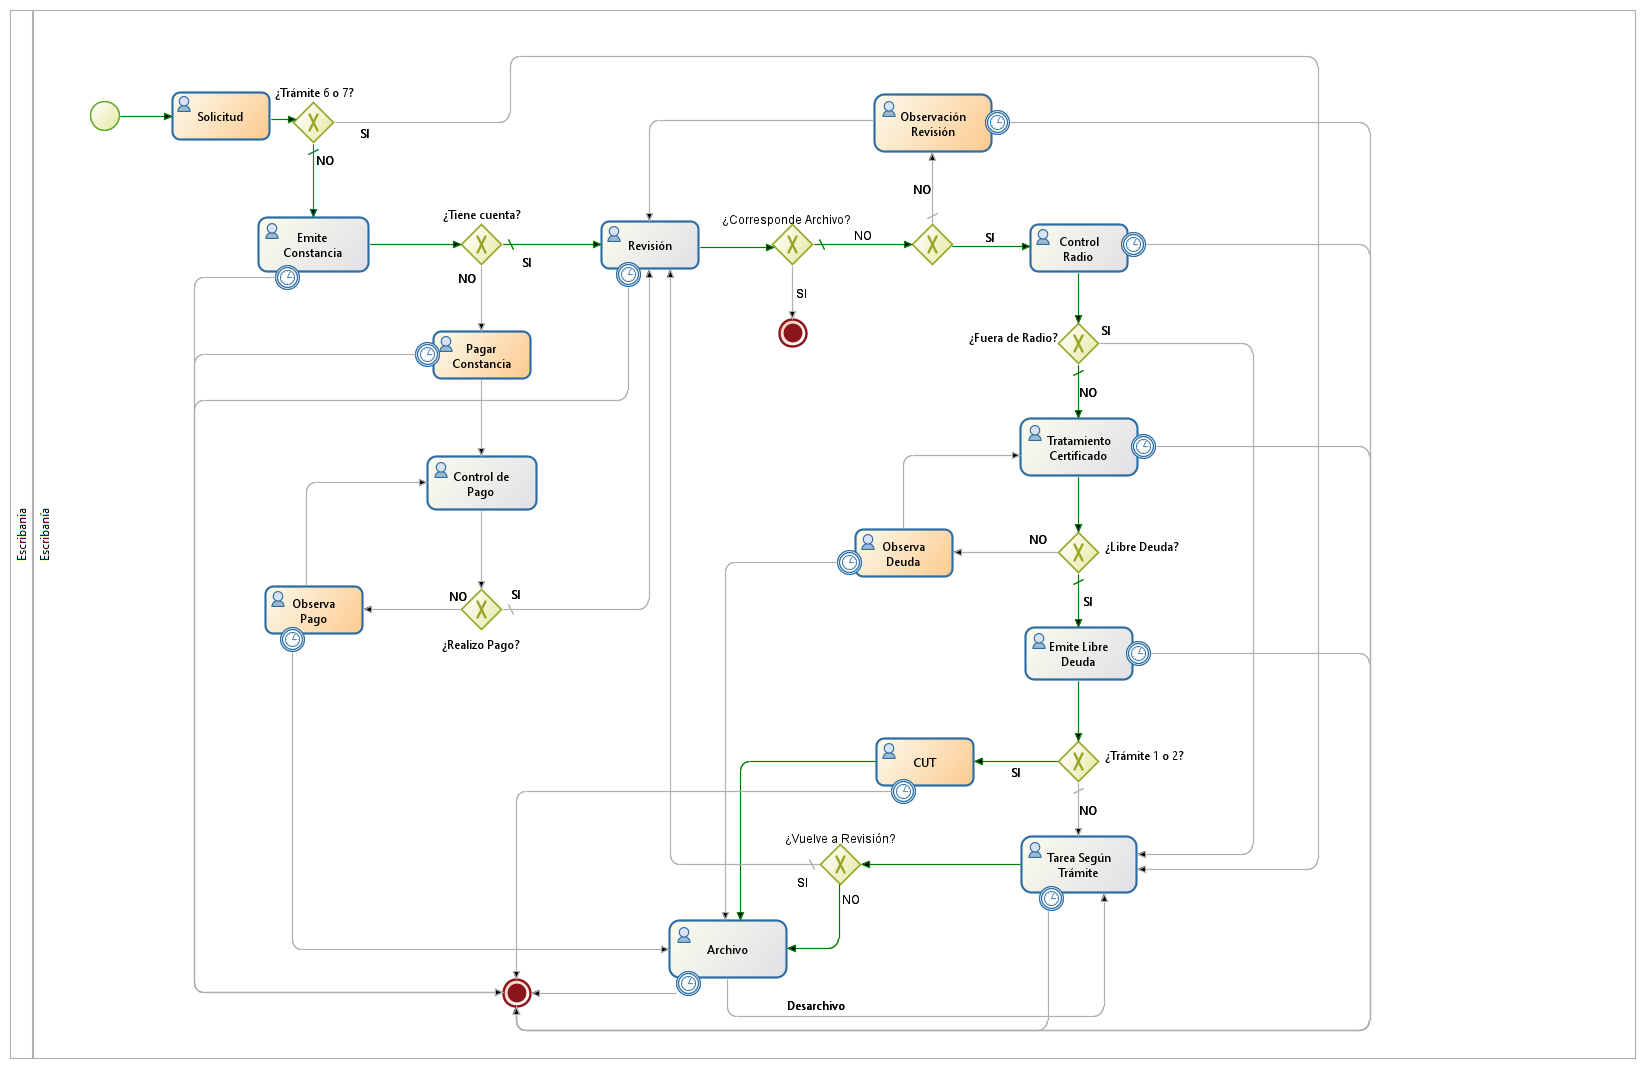 Escribania
Escribanía
¿Trámite 6 o 7?
Solicitud
SI
NO
Observación
Revisión
NO
Emite
Constancia
¿Tiene cuenta?
SI
NO
Revisión
¿Corresponde Archivo?
NO
SI
SI
Control
Radio
¿Fuera de Radio?
SI
NO
Pagar
Constancia
Control de
Pago
Tratamiento
Certificado
NO
¿Libre Deuda?
SI
Observa
Deuda
Observa
Pago
NO
SI
¿Realizo Pago?
Emite Libre
Deuda
CUT
SI
¿Trámite 1 o 2?
NO
¿Vuelve a Revisión?
SI
NO
Tarea Según
Trámite
Archivo
Desarchivo